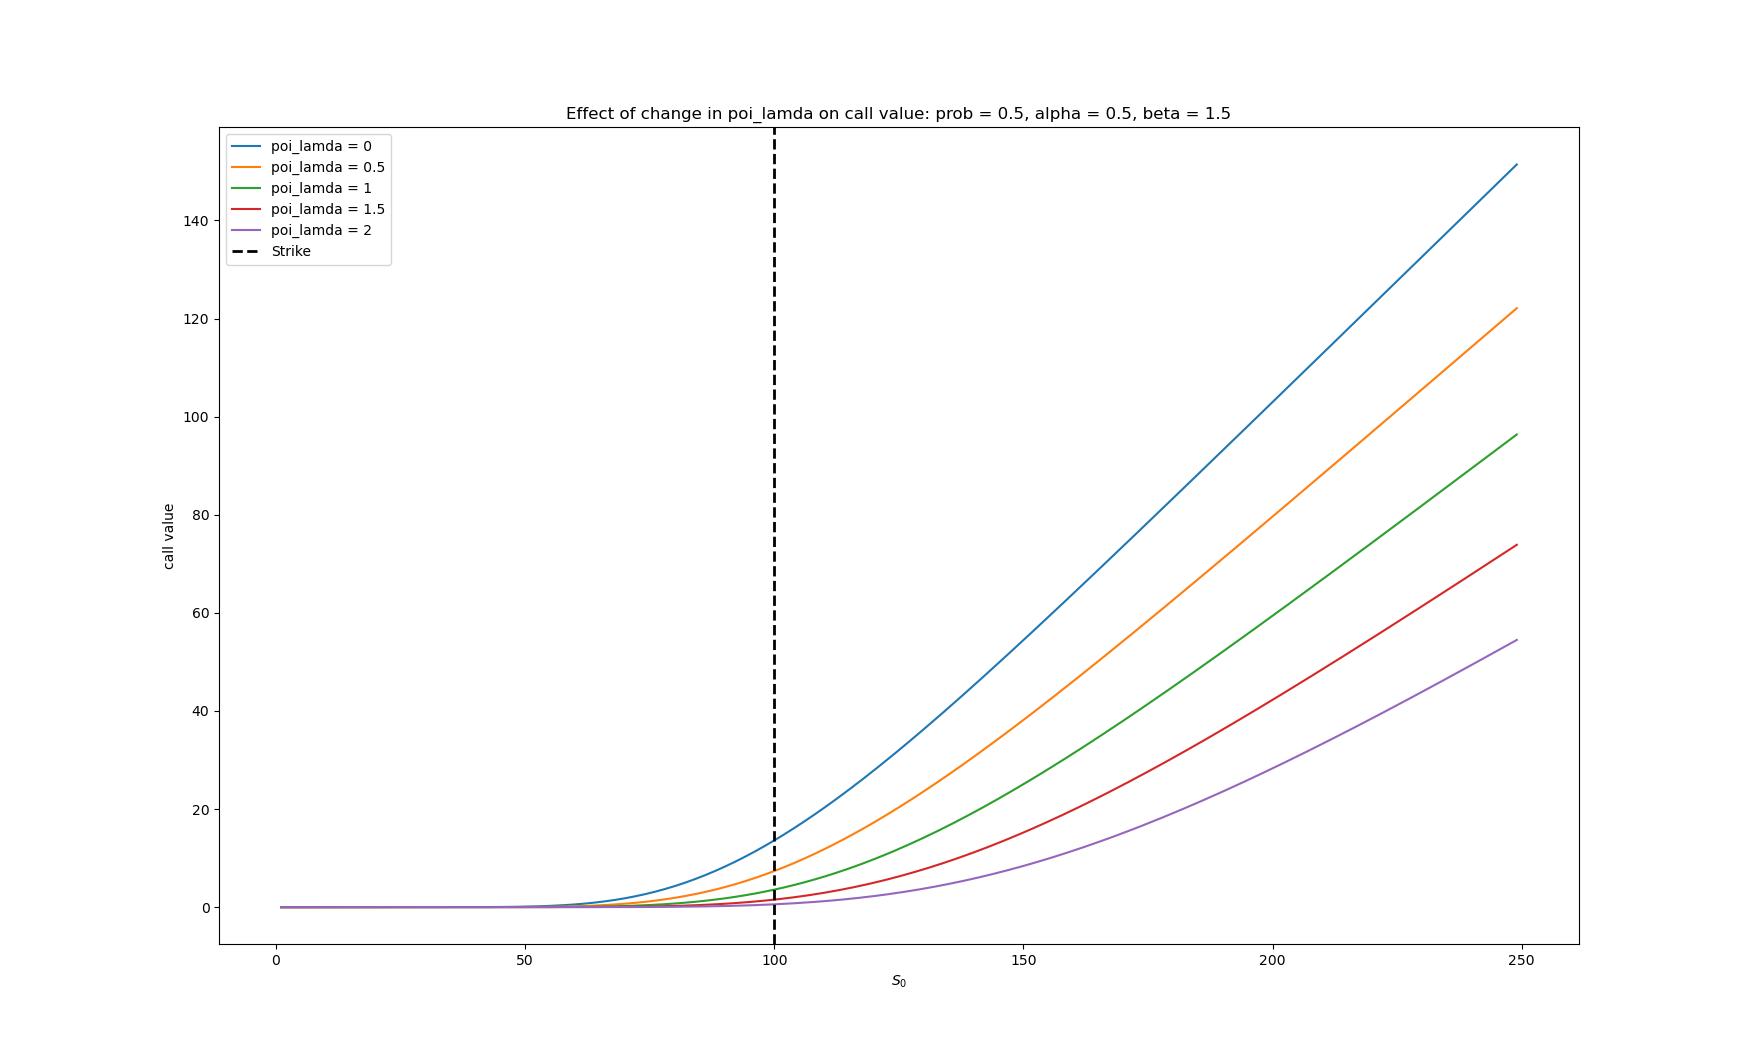 Effect of change in poi_lamda on call value: prob = 0.5, alpha = 0.5, beta = 1.5
poi_lamda = 0
poi_lamda = 0.5
poi_lamda = 1
poi_lamda = 1.5
poi_lamda = 2
Strike
140
120
100
80
60
40
20
0
call value
0 50 100 150 200 250
S₀